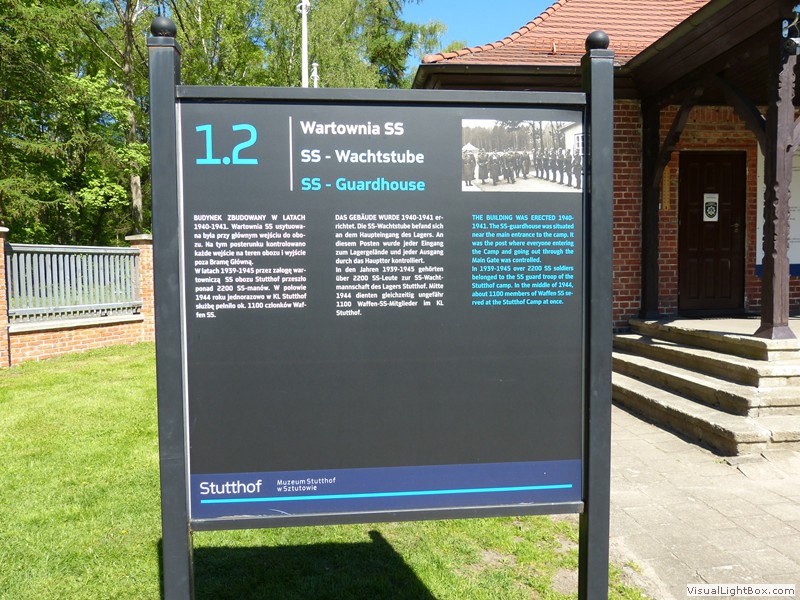 1.2
Wartownia SS
SS - Wachtstube
SS - Guardhouse
BUDYNEK ZBUDOWANY W LATACH
1940-1941. Wartownia SS usytuowa-
na była przy głównym wejściu do obo-
zu. Na tym posterunku kontrolowano
każde wejście na teren obozu i wyjście
poza Bramę Główną.
W latach 1939-1945 przez załogę war-
towniczą SS obozu Stutthof przeszło
ponad 2200 SS-manów. W połowie
1944 roku jednorazowo w KL Stutthof
służbę pełniło ok. 1100 członków Waf-
fen SS.
DAS GEBÄUDE WURDE 1940-1941 er-
richtet. Die SS-Wachtstube befand sich
an dem Haupteingang des Lagers. An
diesem Posten wurde jeder Eingang
zum Lagergelände und jeder Ausgang
durch das Haupttor kontrolliert.
In den Jahren 1939-1945 gehörten
über 2200 SS-Leute zur SS-Wach-
mannschaft des Lagers Stutthof. Mitte
1944 dienten gleichzeitig ungefähr
1100 Waffen-SS-Mitglieder im KL
Stutthof.
THE BUILDING WAS ERECTED 1940-
1941. The SS-guardhouse was situated
near the main entrance to the camp. It
was the post where everyone entering
the Camp and going out through the
Main Gate was controlled.
In 1939-1945 over 2200 SS soldiers
belonged to the SS guard troop of the
Stutthof camp. In the middle of 1944,
about 1100 members of Waffen SS se-
rved at the Stutthof Camp at once.
Stutthof
Muzeum Stutthof
w Sztutowie
VisualLightBox.com